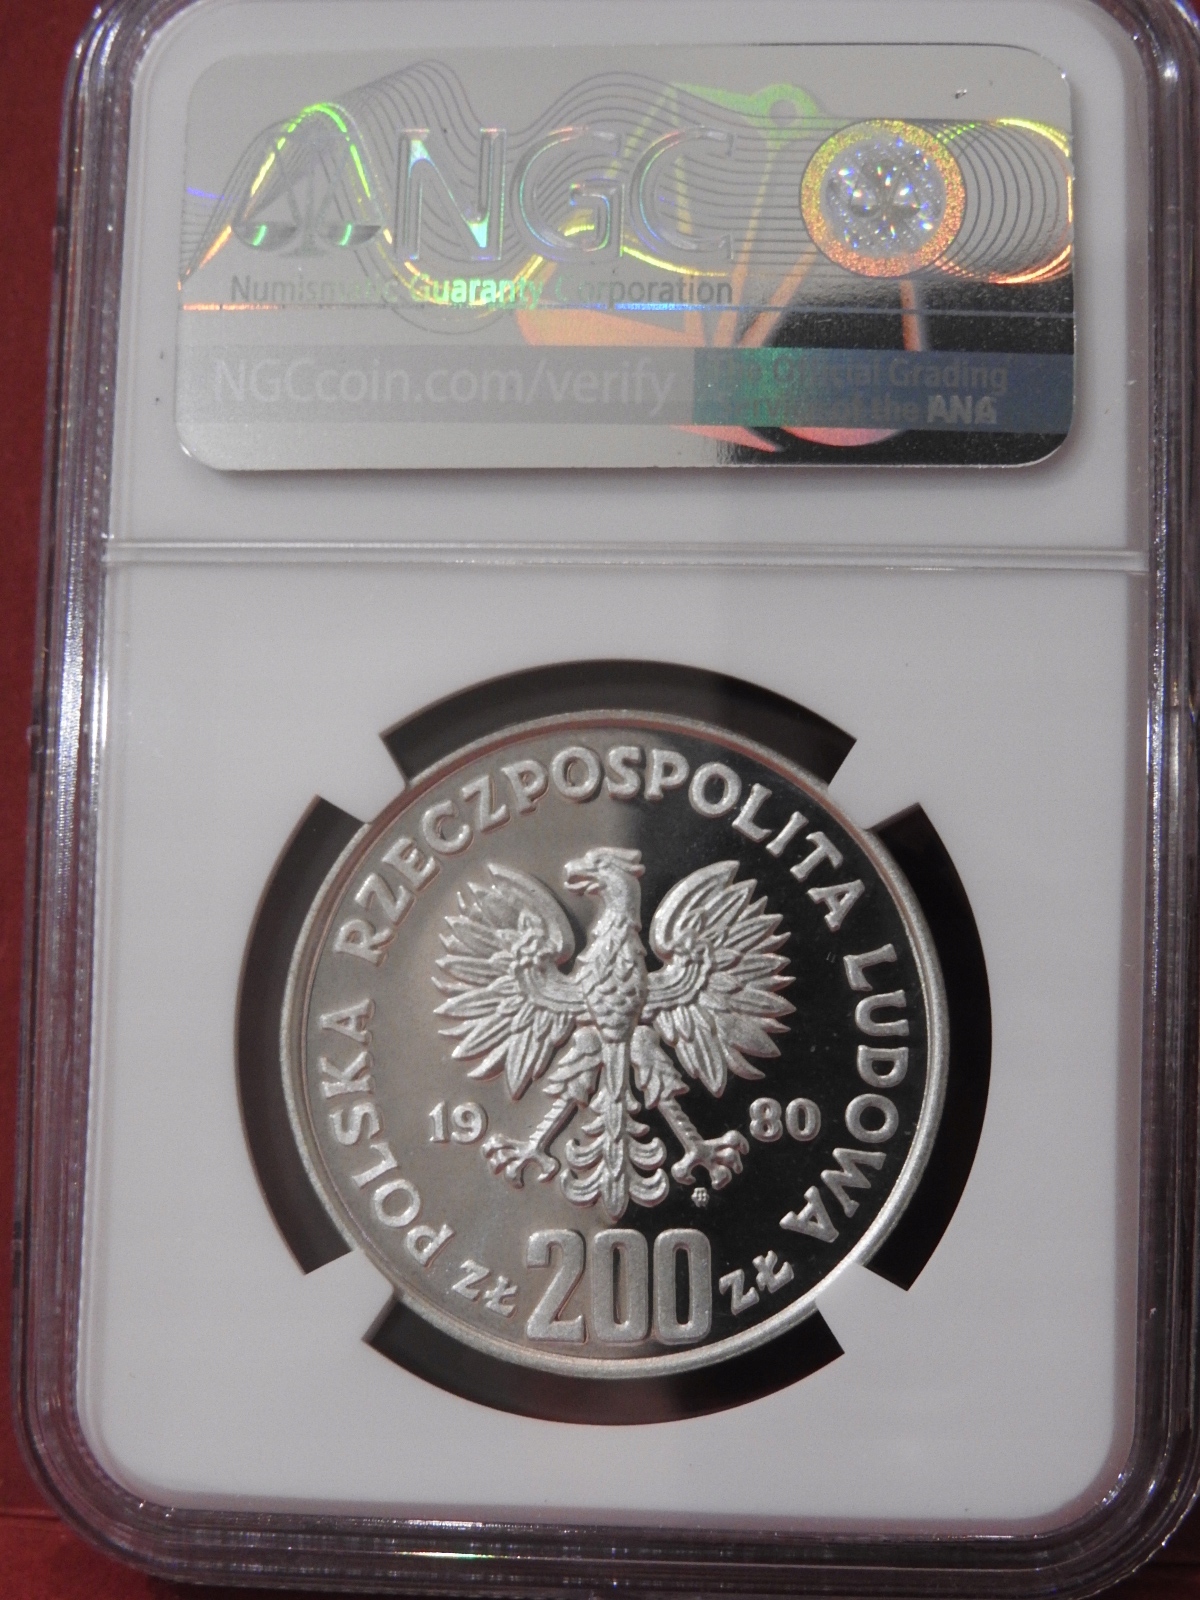 NGC
Numismatic Guaranty Corporation
NGCcoin.com/verify
The Official Grading
Service of the ANA
POLSKA RZECZPOSPOLITA LUDOWA
19 80
ZŁ 200 ZŁ